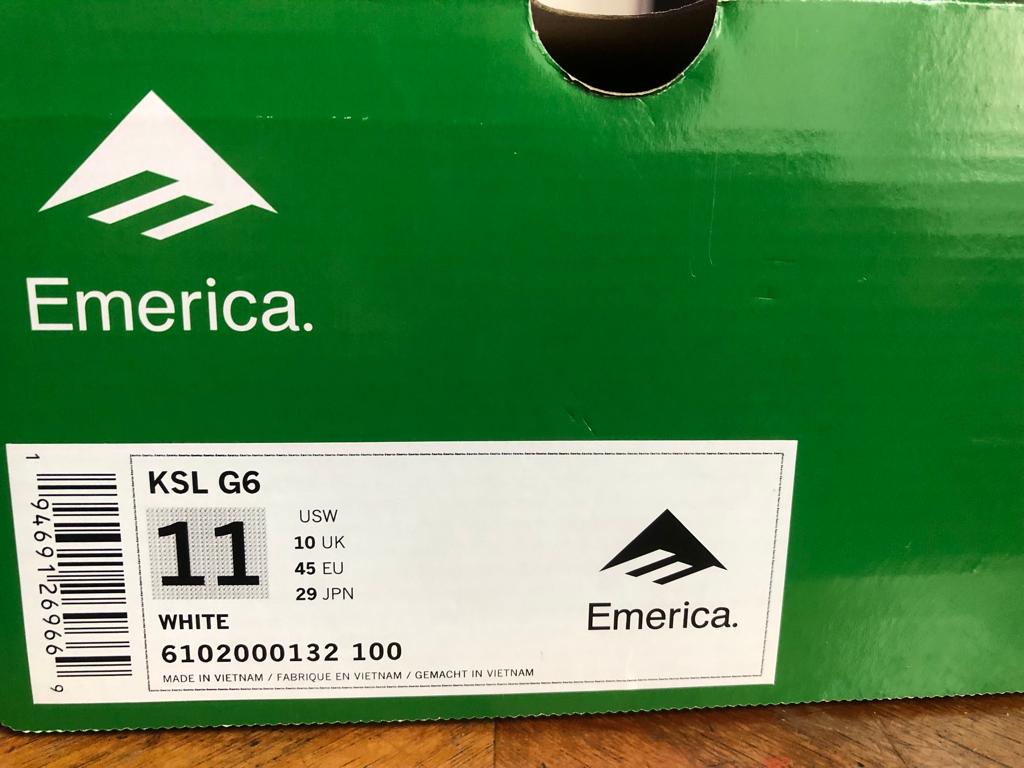 Emerica.
KSL G6
11
USW
10 UK
45 EU
29 JPN
WHITE
6102000132 100
MADE IN VIETNAM / FABRIQUE EN VIETNAM / GEMACHT IN VIETNAM
Emerica.
1 94691 26966 9